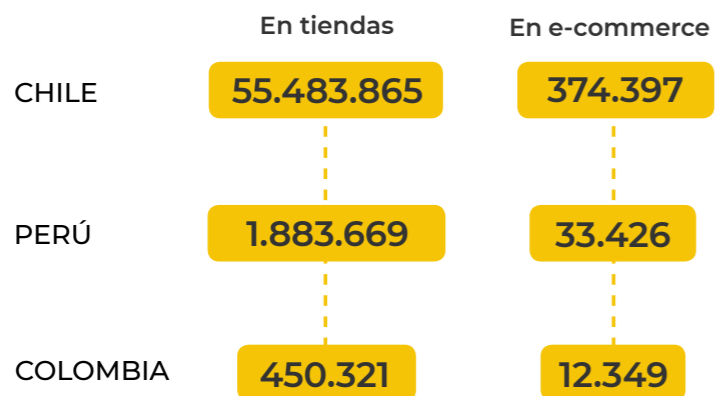 En tiendas En e-commerce
CHILE 55.483.865 374.397
PERÚ 1.883.669 33.426
COLOMBIA 450.321 12.349